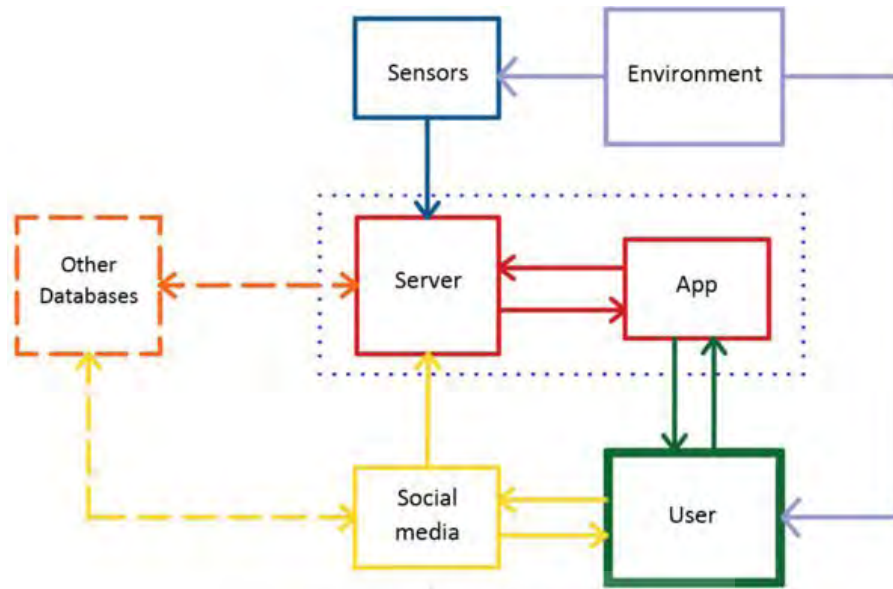 Sensors
Environment
Other
Databases
Server
App
Social
media
User